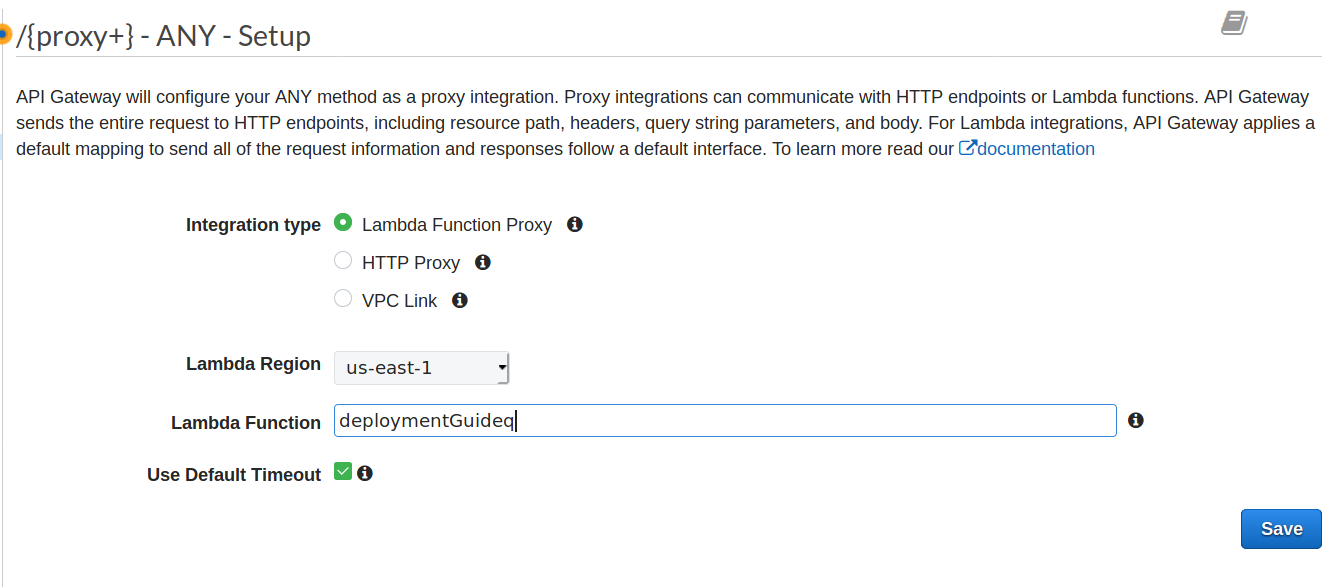 /{proxy+} - ANY - Setup
API Gateway will configure your ANY method as a proxy integration. Proxy integrations can communicate with HTTP endpoints or Lambda functions. API Gateway
sends the entire request to HTTP endpoints, including resource path, headers, query string parameters, and body. For Lambda integrations, API Gateway applies a
default mapping to send all of the request information and responses follow a default interface. To learn more read our documentation
Integration type Lambda Function Proxy
HTTP Proxy
VPC Link
Lambda Region us-east-1
Lambda Function deploymentGuideq
Use Default Timeout
Save